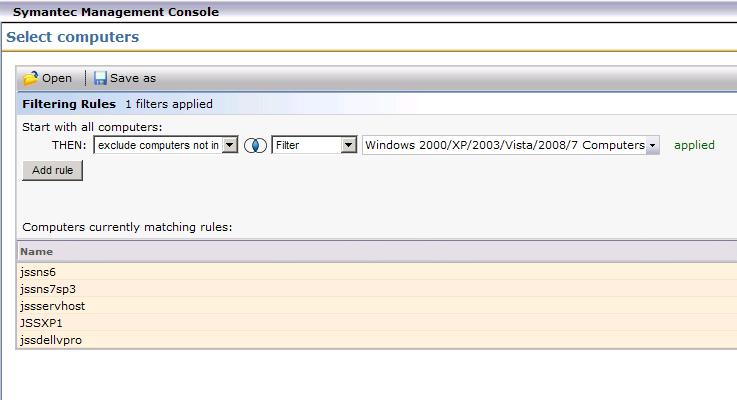 Symantec Management Console
Select computers
Open Save as
Filtering Rules 1 filters applied
Start with all computers:
THEN: exclude computers not in Filter Windows 2000/XP/2003/Vista/2008/7 Computers applied
Add rule
Computers currently matching rules:
Name
jssns6
jssns7sp3
jssservhost
JSSXP1
jssdellvpro